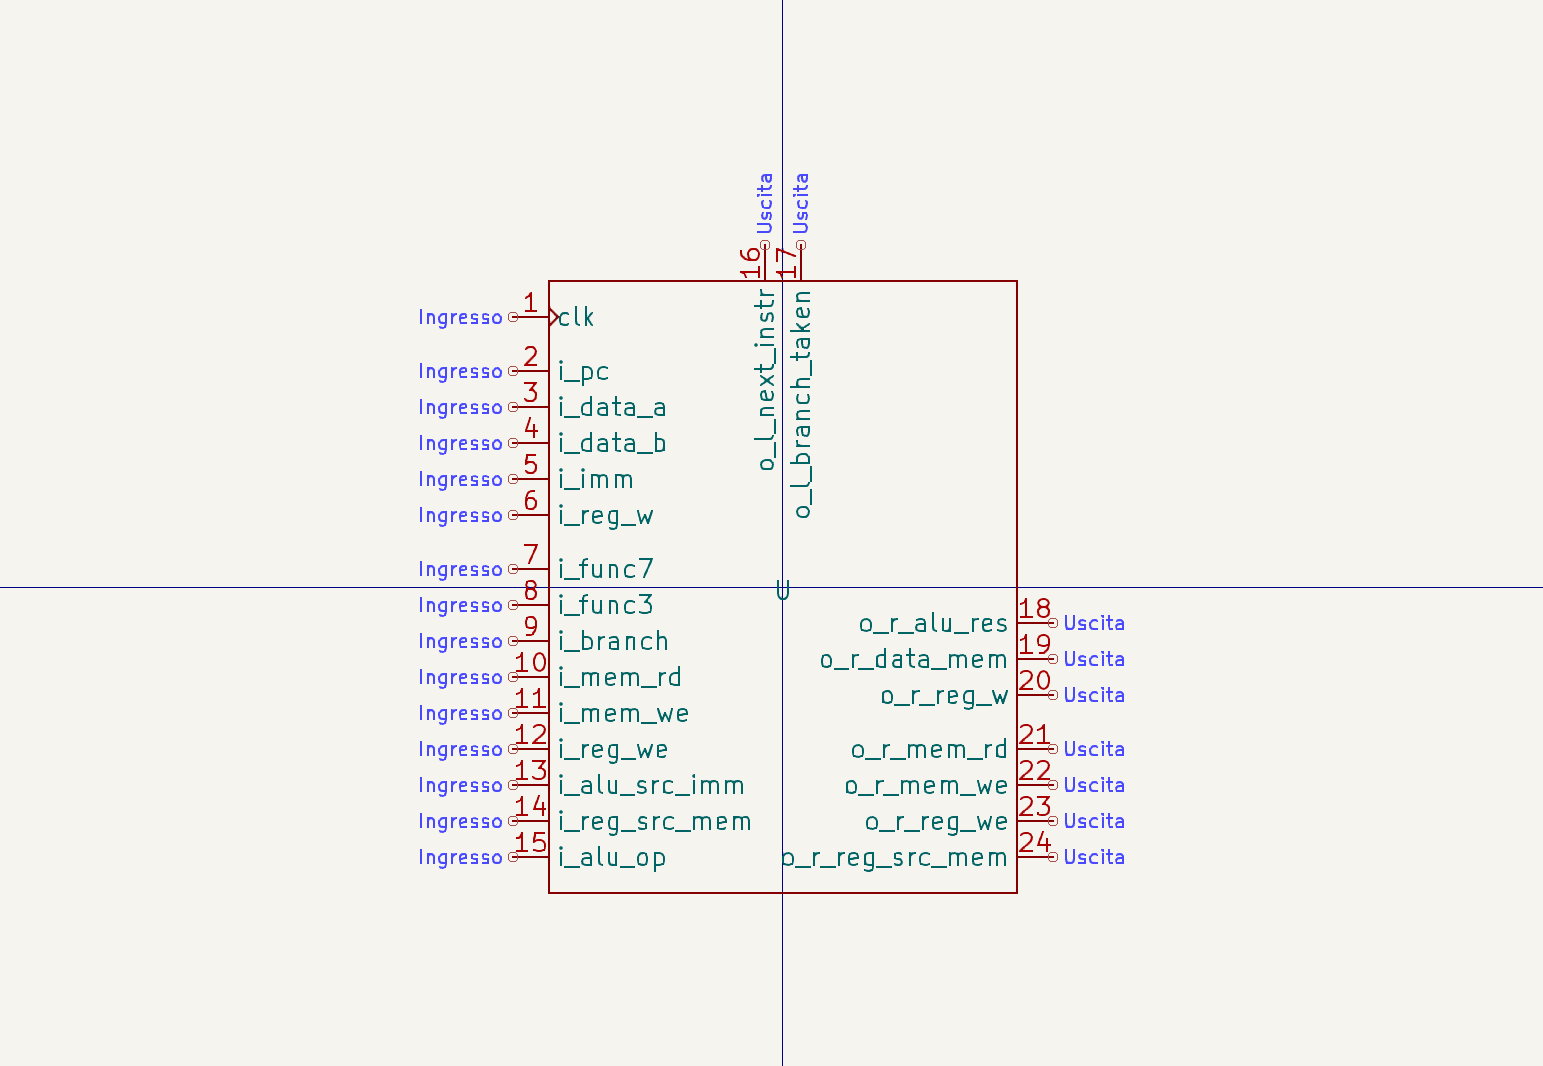 Uscita
Uscita
16
17
o_l_next_instr
o_l_branch_taken
Ingresso 1 clk
Ingresso 2 i_pc
Ingresso 3 i_data_a
Ingresso 4 i_data_b
Ingresso 5 i_imm
Ingresso 6 i_reg_w
Ingresso 7 i_func7
U
Ingresso 8 i_func3
o_r_alu_res 18 Uscita
Ingresso 9 i_branch
o_r_data_mem 19 Uscita
Ingresso 10 i_mem_rd
o_r_reg_w 20 Uscita
Ingresso 11 i_mem_we
Ingresso 12 i_reg_we
o_r_mem_rd 21 Uscita
Ingresso 13 i_alu_src_imm
o_r_mem_we 22 Uscita
Ingresso 14 i_reg_src_mem
o_r_reg_we 23 Uscita
Ingresso 15 i_alu_op
o_r_reg_src_mem 24 Uscita